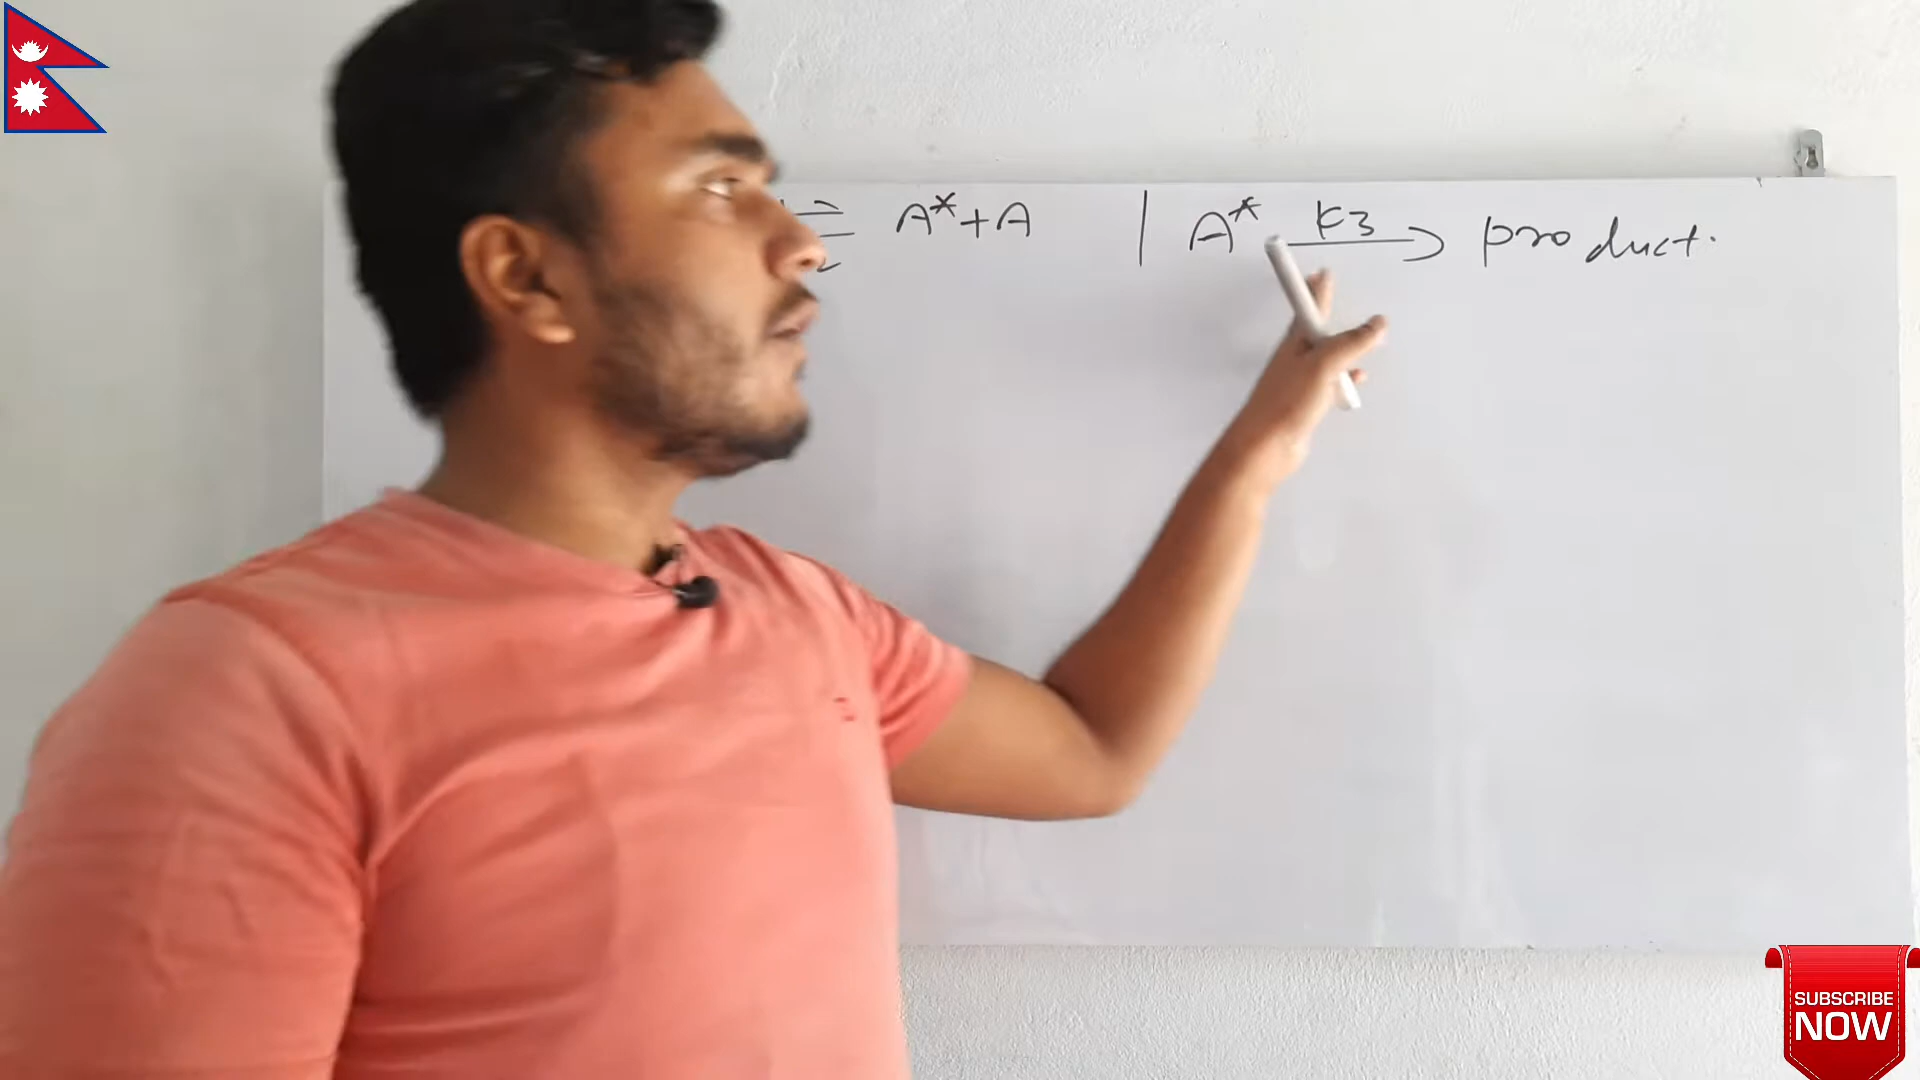 ⇌ A* + A | A* K3 → product.
SUBSCRIBE
NOW